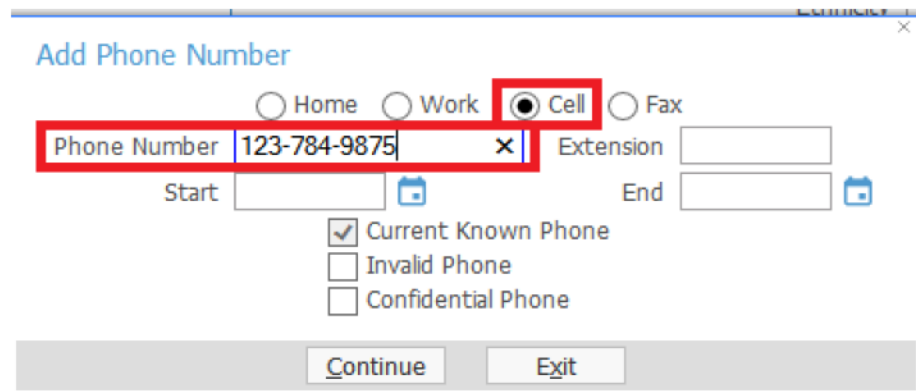 Ethnicity
Add Phone Number
Home Work Cell Fax
Phone Number 123-784-9875 Extension
Start End
Current Known Phone
Invalid Phone
Confidential Phone
Continue Exit